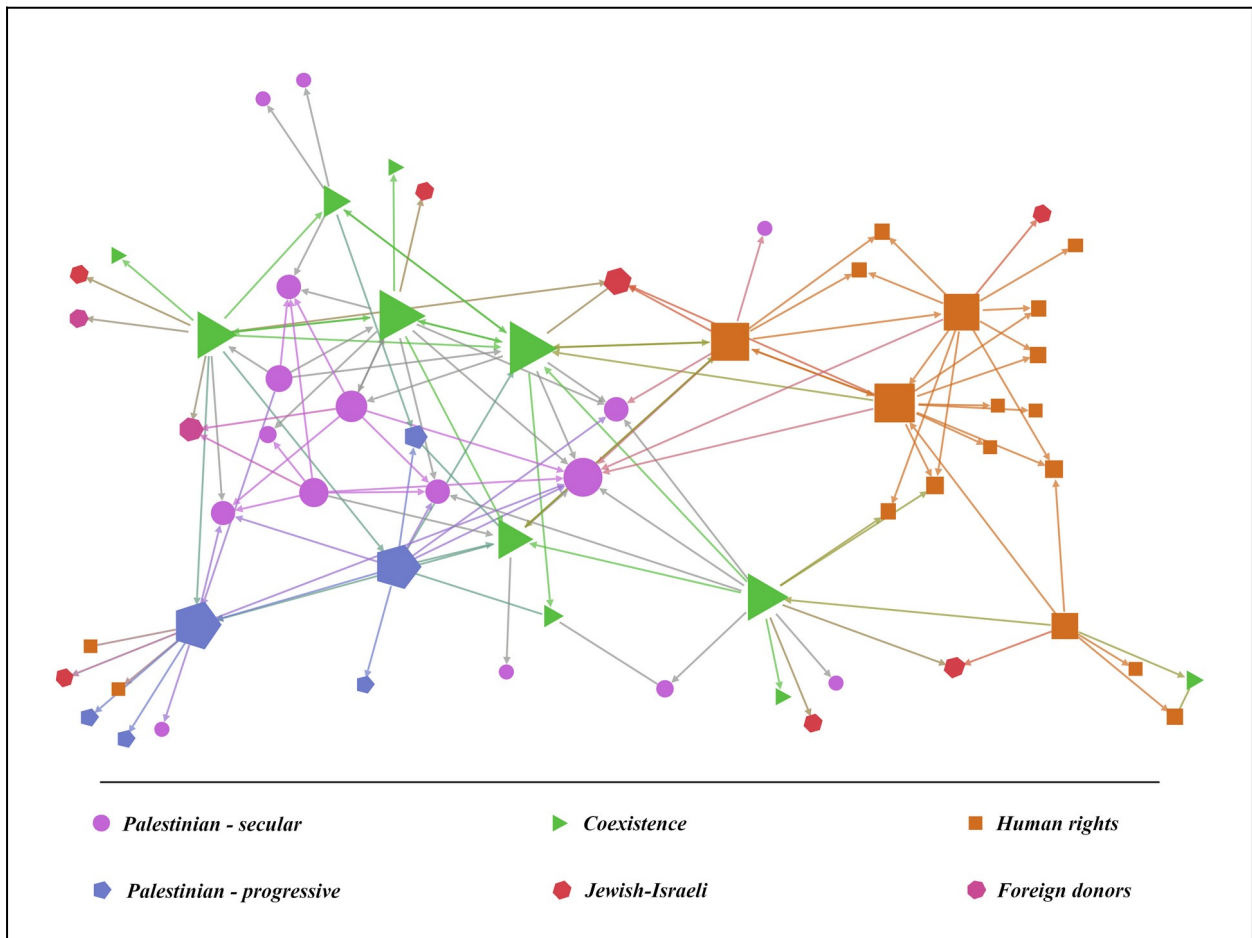 Palestinian - secular
Coexistence
Human rights
Palestinian - progressive
Jewish-Israeli
Foreign donors